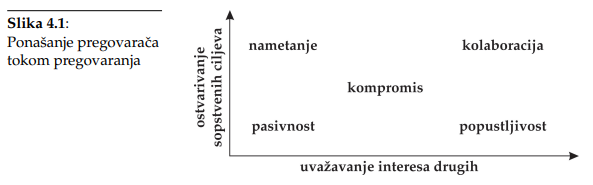 Slika 4.1:
Ponašanje pregovarača
tokom pregovaranja
ostvarivanje
sopstvenih ciljeva
nametanje
kolaboracija
kompromis
pasivnost
popustljivost
uvažavanje interesa drugih